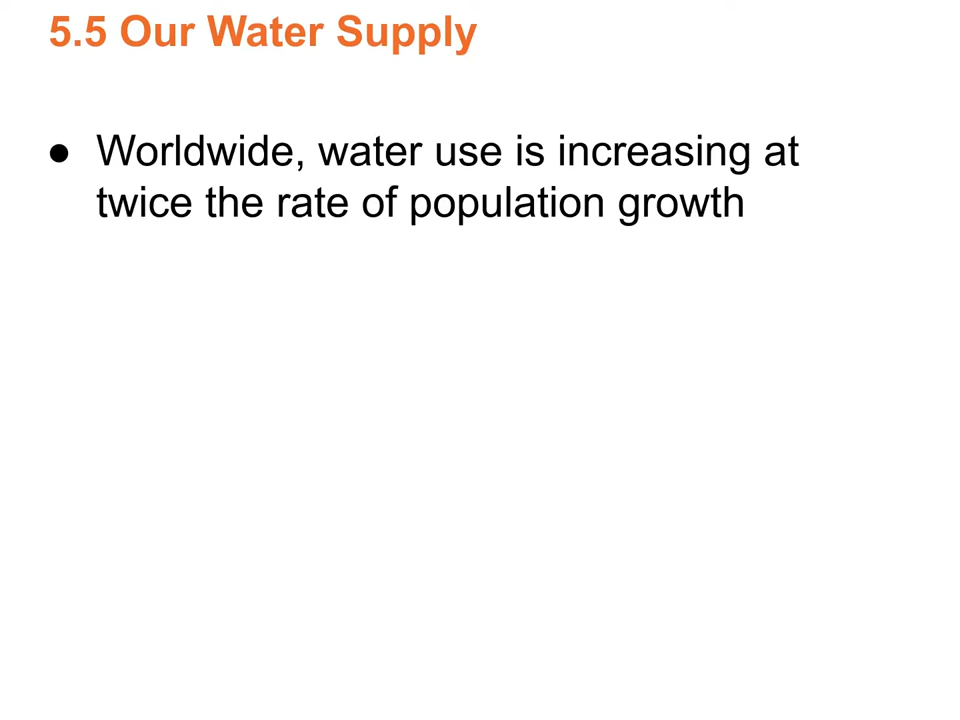 5.5 Our Water Supply
● Worldwide, water use is increasing at
twice the rate of population growth